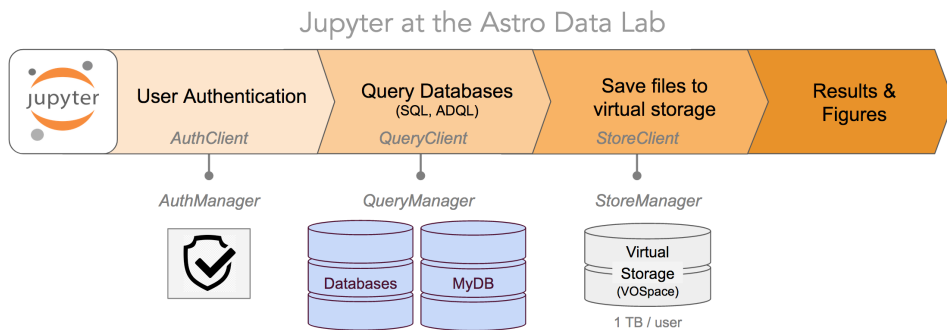 Jupyter at the Astro Data Lab
jupyter
User Authentication
AuthClient
Query Databases
(SQL, ADQL)
QueryClient
Save files to
virtual storage
StoreClient
Results &
Figures
AuthManager
QueryManager
StoreManager
Databases
MyDB
Virtual
Storage
(VOSpace)
1 TB / user